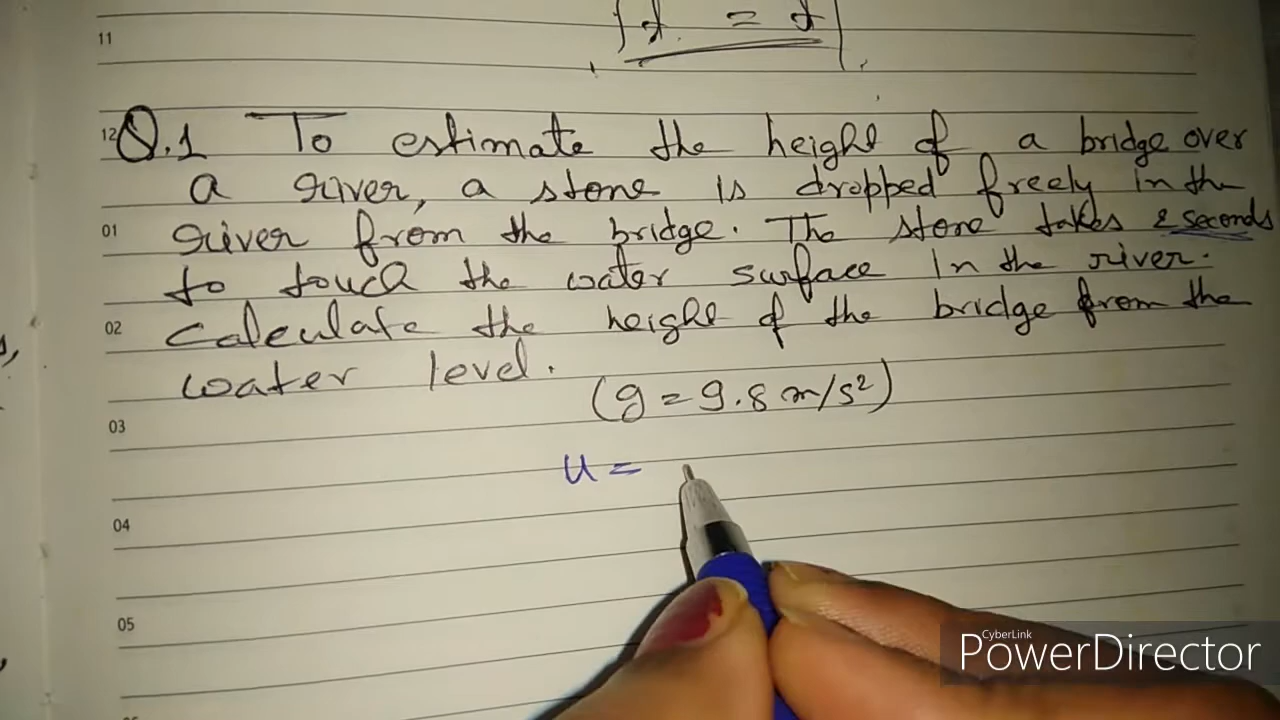 11
12 Q.1 To estimate the height of a bridge over
a river, a stone is dropped freely in the
01 river from the bridge. The stone takes 2 seconds
to touch the water surface in the river.
02 Calculate the height of the bridge from the
water level.
(g = 9.8 m/s²)
03
u =
04
05
CyberLink
PowerDirector